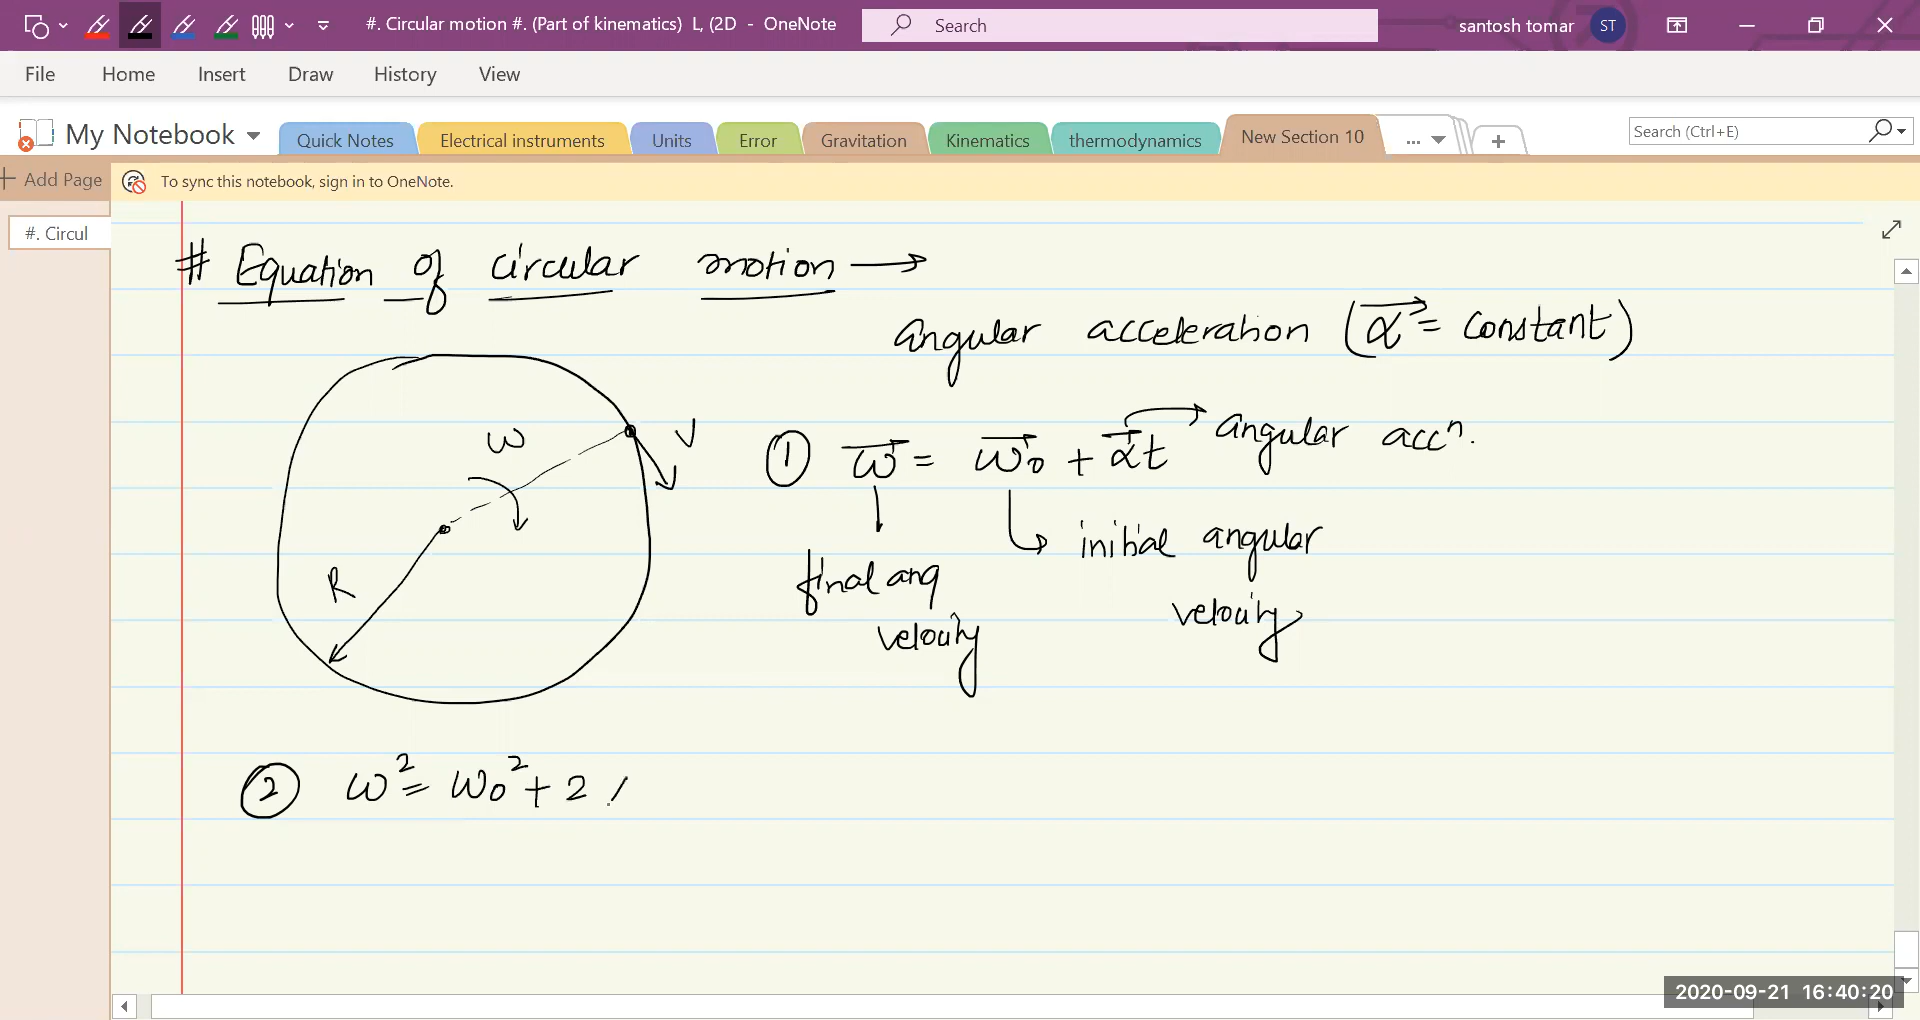 #. Circular motion #. (Part of kinematics) L, (2D - OneNote
Search
santosh tomar ST
File Home Insert Draw History View
My Notebook
Quick Notes Electrical instruments Units Error Gravitation Kinematics thermodynamics New Section 10 ... +
Search (Ctrl+E)
+ Add Page
To sync this notebook, sign in to OneNote.
#. Circul
# Equation of circular motion →
angular acceleration (α⃗ = constant)
ω
V
R
① ω⃗ = ω⃗₀ + α⃗t → angular accⁿ.
initial angular
velocity
final ang
velocity
② ω² = ω₀² + 2
2020-09-21 16:40:20